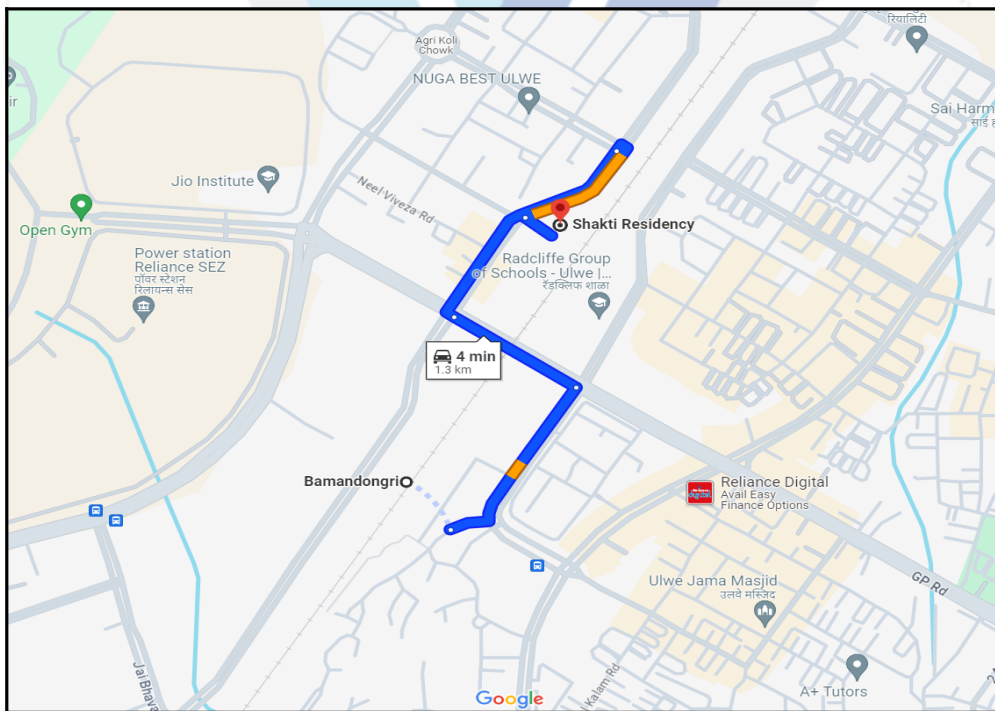 रियालिटी
Agri Koli
Chowk
NUGA BEST ULWE
Sai Harm
साई ह
ir
Jio Institute
Neel Viveza Rd
Open Gym
Shakti Residency
Power station
Reliance SEZ
पॉवर स्टेशन
रिलायन्स सेस
Radcliffe Group
of Schools - Ulwe |...
रॅडक्लिफ शाळा
4 min
1.3 km
Bamandongri
Reliance Digital
Avail Easy
Finance Options
GP Rd
Ulwe Jama Masjid
उलवे मस्जिद
Jai Bhava
l Kalam Rd
A+ Tutors
Google